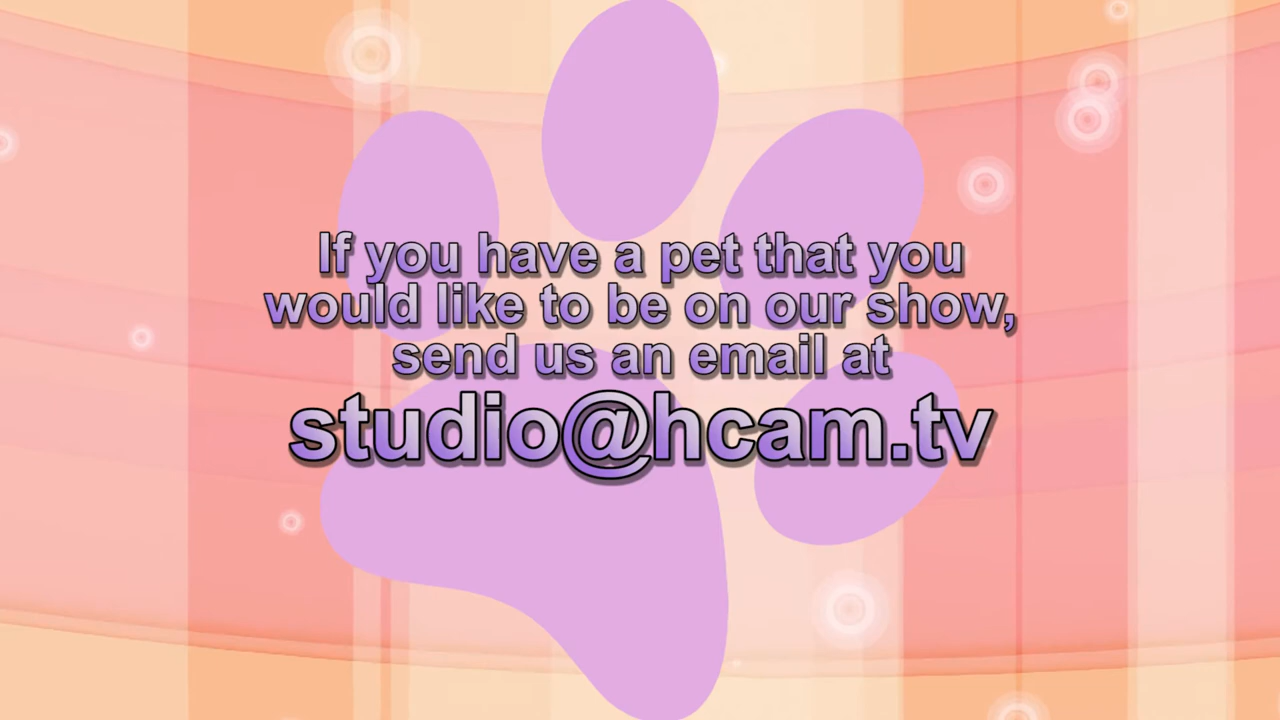 If you have a pet that you
would like to be on our show,
send us an email at
studio@hcam.tv